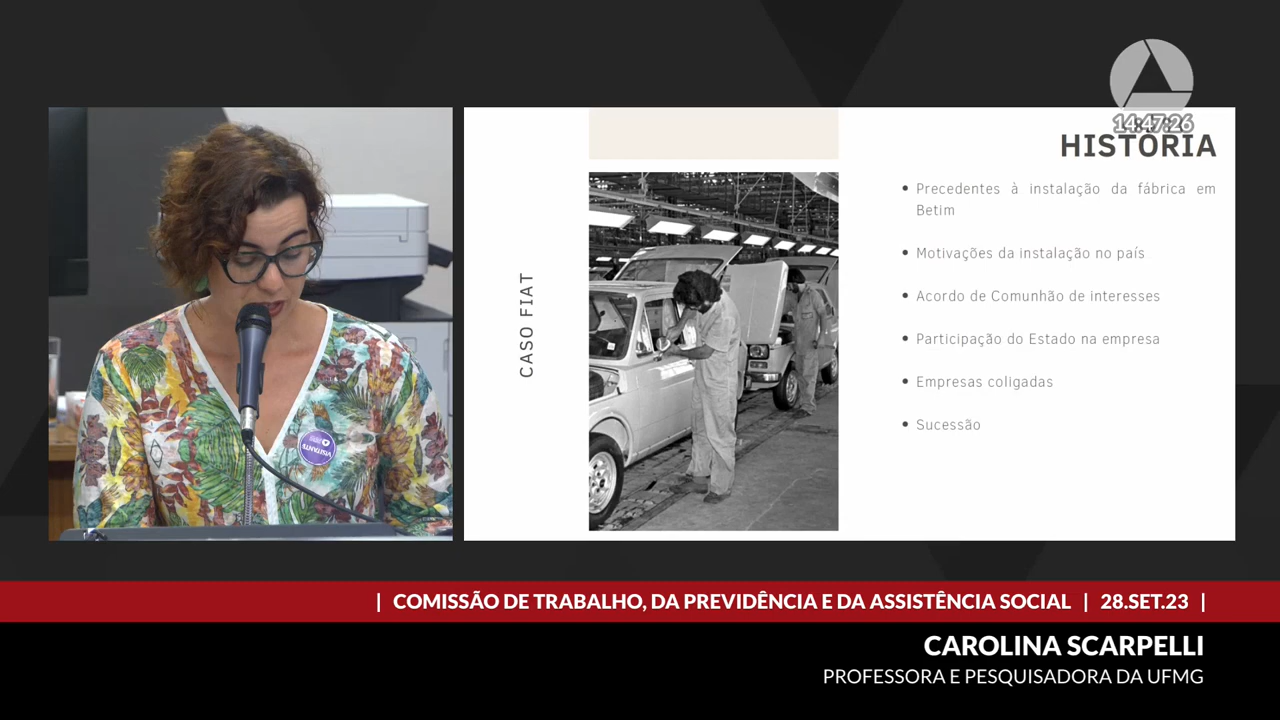 14:47:26
HISTÓRIA
CASO FIAT
• Precedentes à instalação da fábrica em
Betim
• Motivações da instalação no país
• Acordo de Comunhão de interesses
• Participação do Estado na empresa
• Empresas coligadas
• Sucessão
VISITANTE
| COMISSÃO DE TRABALHO, DA PREVIDÊNCIA E DA ASSISTÊNCIA SOCIAL | 28.SET.23 |
CAROLINA SCARPELLI
PROFESSORA E PESQUISADORA DA UFMG